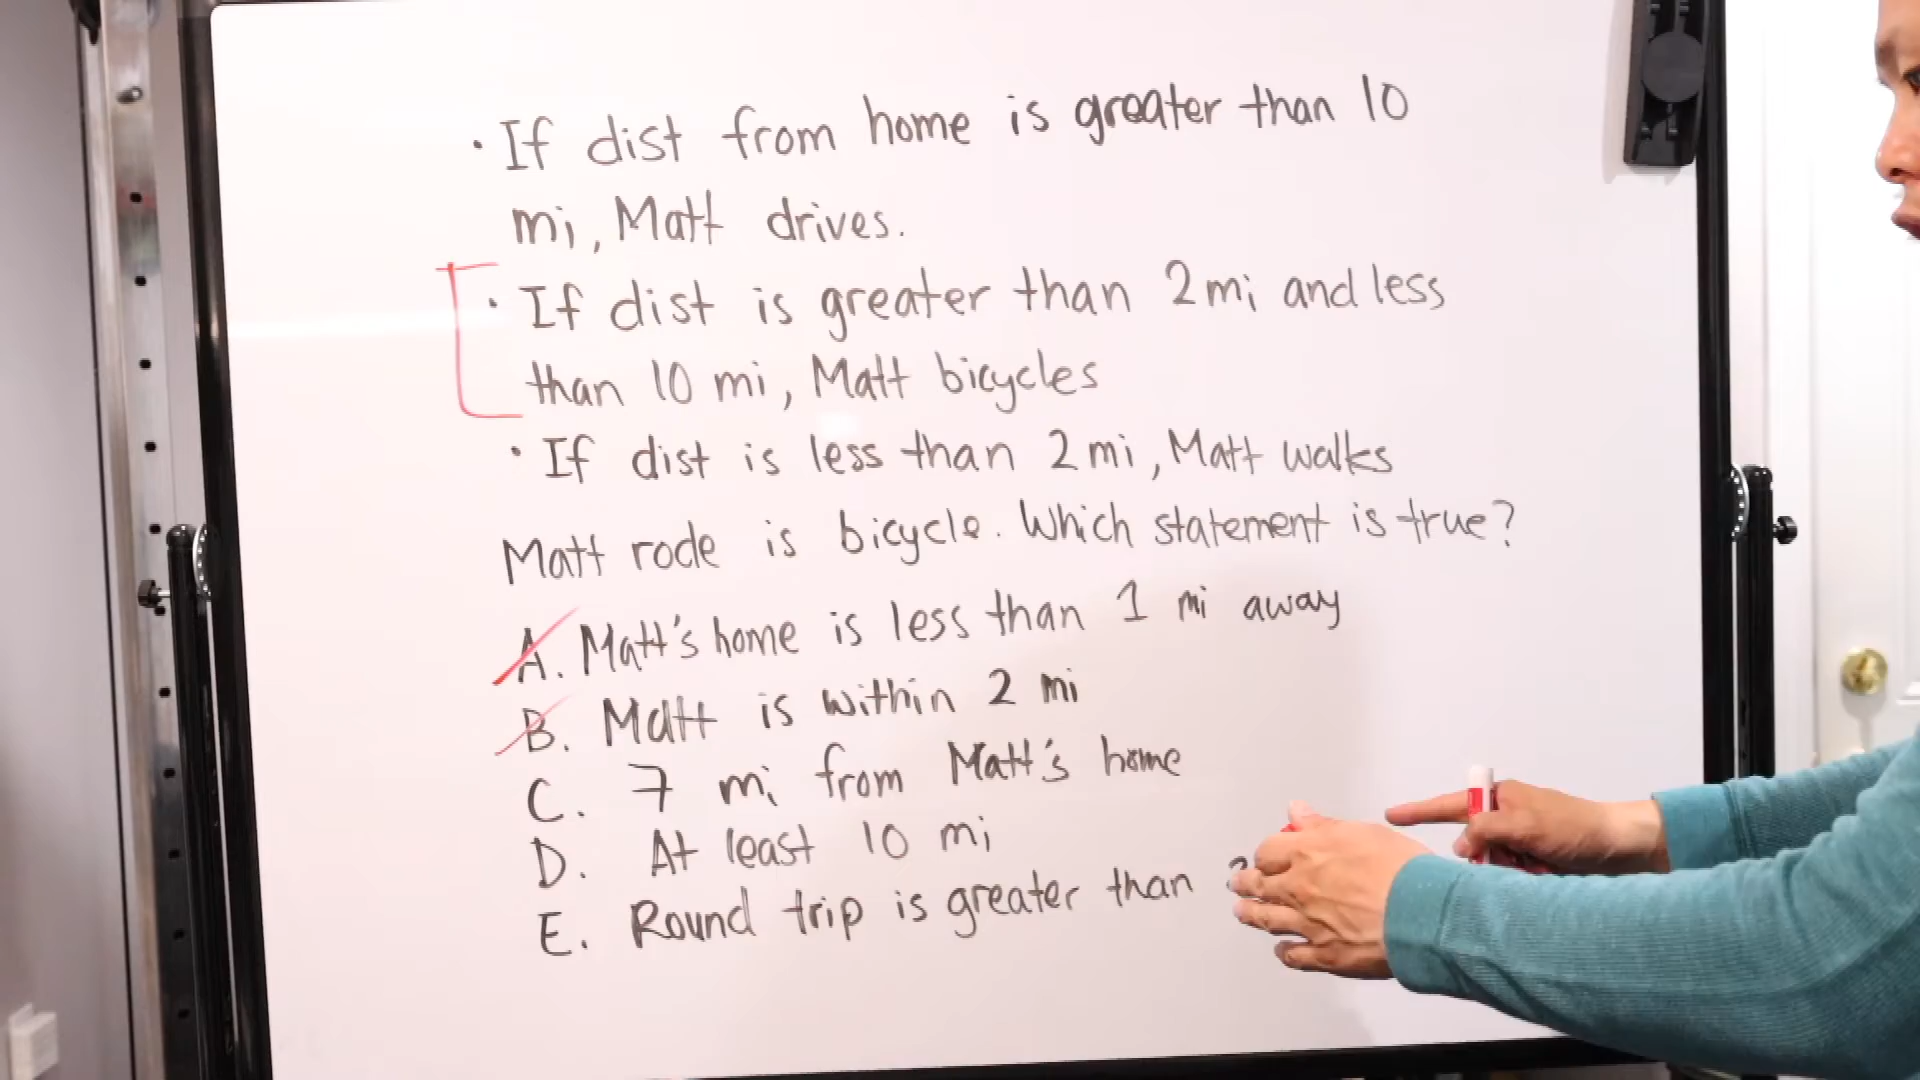 · If dist from home is greater than 10
mi, Matt drives.
· If dist is greater than 2 mi and less
than 10 mi, Matt bicycles
· If dist is less than 2 mi, Matt walks
Matt rode is bicycle. Which statement is true?
A. Matt's home is less than 1 mi away
B. Matt is within 2 mi
C. 7 mi from Matt's home
D. At least 10 mi
E. Round trip is greater than